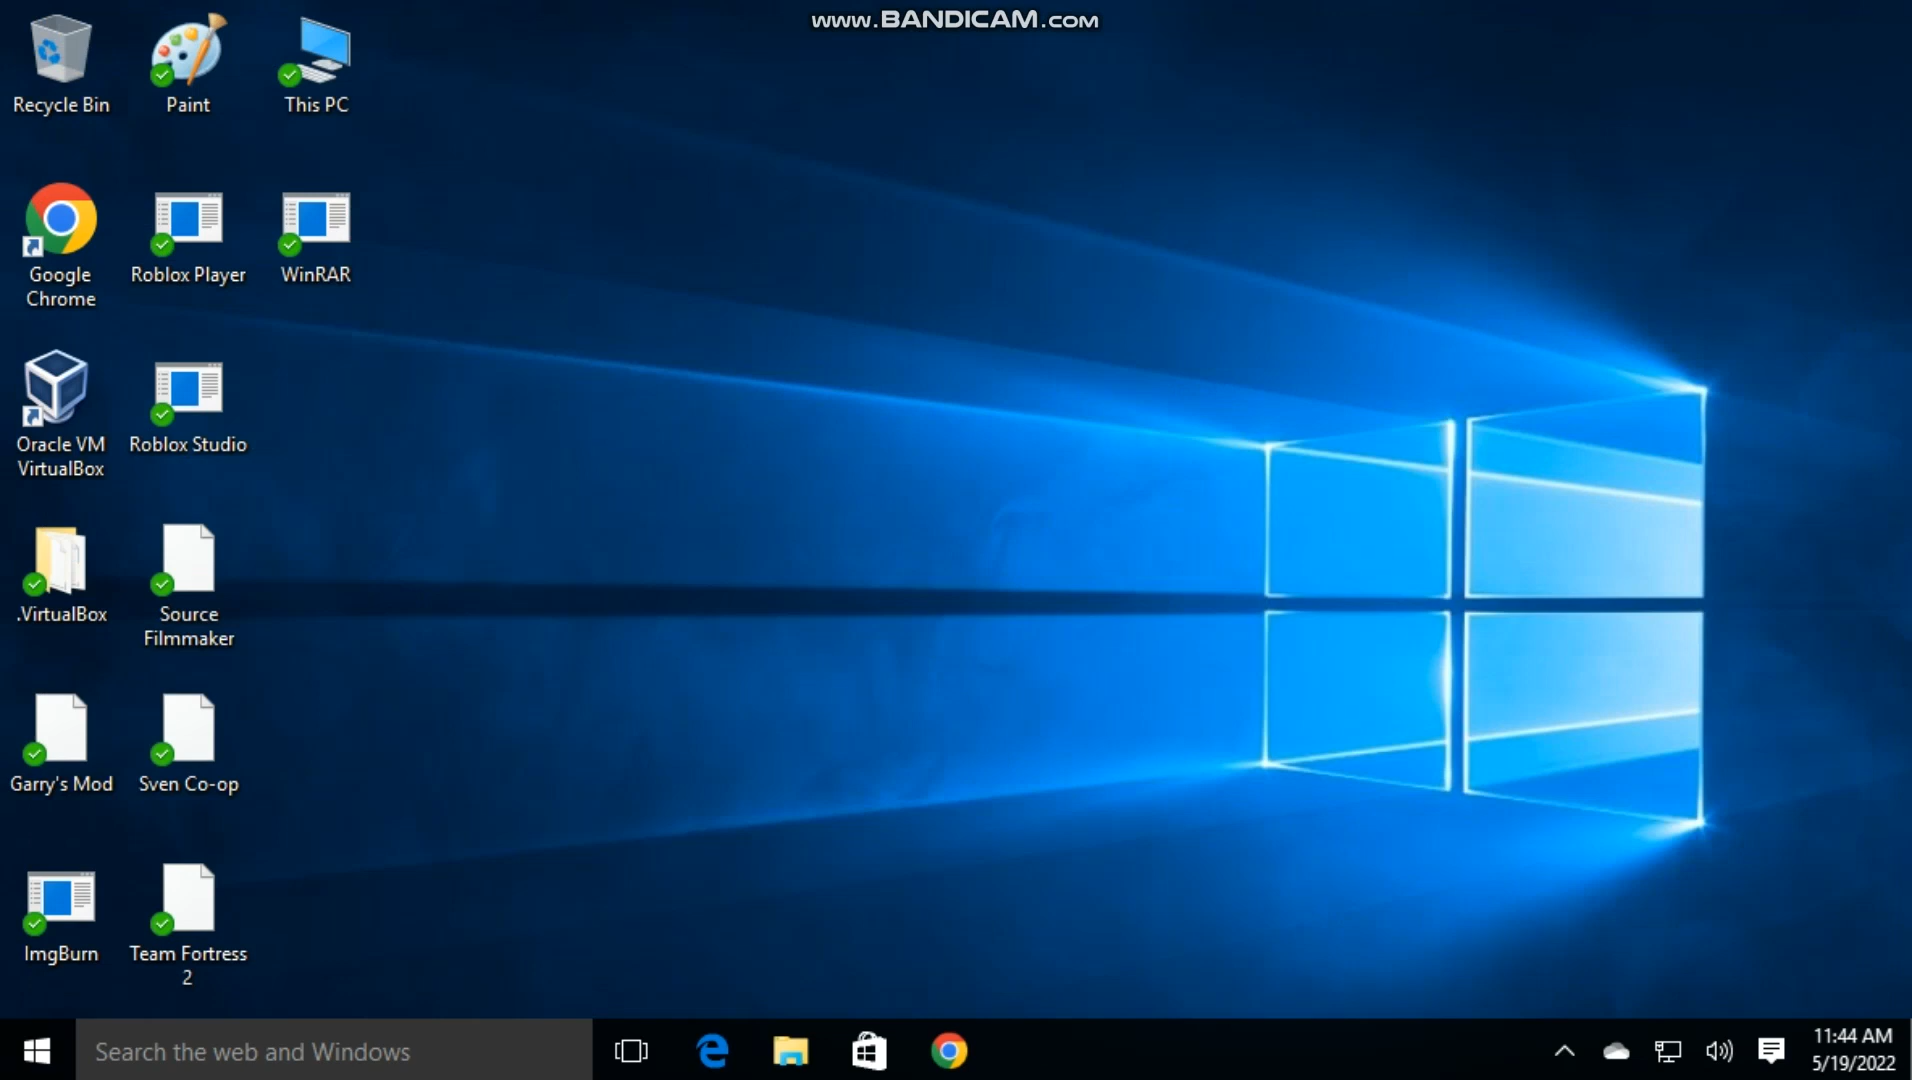 www.BANDICAM.com
Recycle Bin
Paint
This PC
Google
Chrome
Roblox Player
WinRAR
Oracle VM
VirtualBox
Roblox Studio
.VirtualBox
Source
Filmmaker
Garry's Mod
Sven Co-op
ImgBurn
Team Fortress
2
Search the web and Windows
11:44 AM
5/19/2022